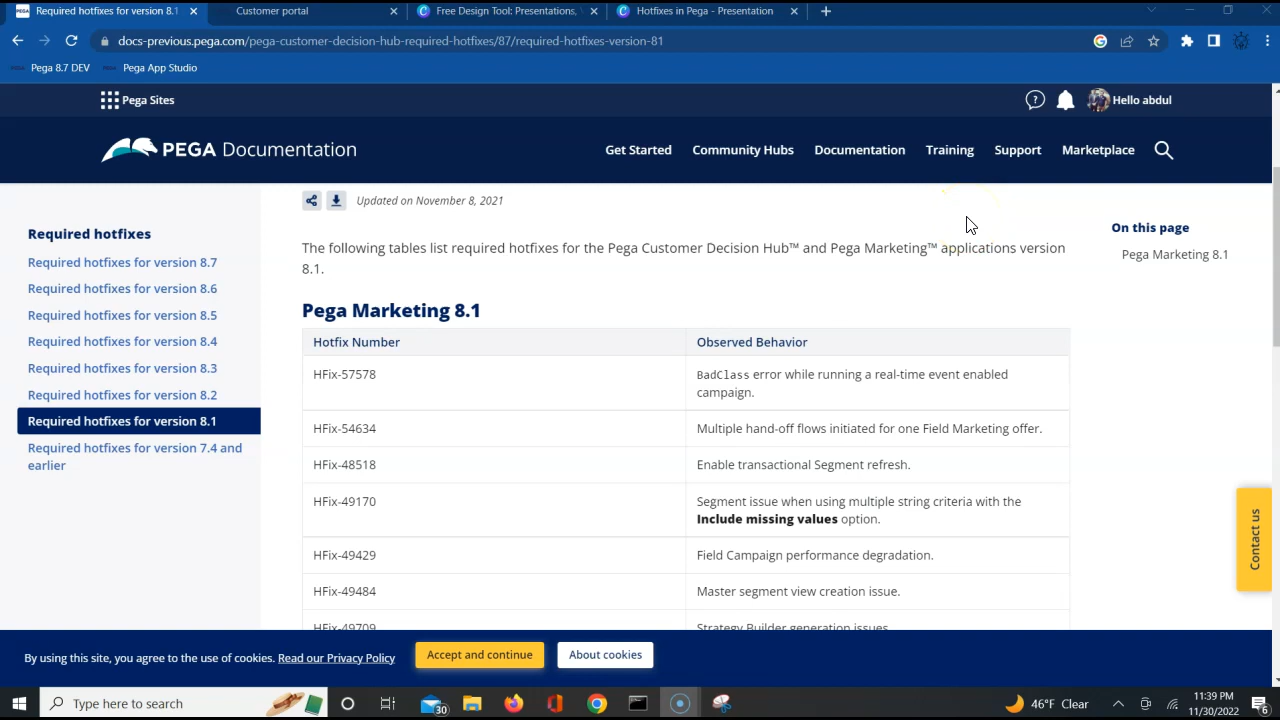 Required hotfixes for version 8.1
Customer portal
Free Design Tool: Presentations,
Hotfixes in Pega - Presentation
docs-previous.pega.com/pega-customer-decision-hub-required-hotfixes/87/required-hotfixes-version-81
Pega 8.7 DEV
Pega App Studio
Pega Sites
Hello abdul
PEGA Documentation
Get Started
Community Hubs
Documentation
Training
Support
Marketplace
Updated on November 8, 2021
Required hotfixes
Required hotfixes for version 8.7
Required hotfixes for version 8.6
Required hotfixes for version 8.5
Required hotfixes for version 8.4
Required hotfixes for version 8.3
Required hotfixes for version 8.2
Required hotfixes for version 8.1
Required hotfixes for version 7.4 and
earlier
The following tables list required hotfixes for the Pega Customer Decision Hub™ and Pega Marketing™ applications version
8.1.
On this page
Pega Marketing 8.1
Pega Marketing 8.1
Hotfix Number
Observed Behavior
HFix-57578
BadClass error while running a real-time event enabled
campaign.
HFix-54634
Multiple hand-off flows initiated for one Field Marketing offer.
HFix-48518
Enable transactional Segment refresh.
HFix-49170
Segment issue when using multiple string criteria with the
Include missing values option.
HFix-49429
Field Campaign performance degradation.
HFix-49484
Master segment view creation issue.
HFix-49709
Strategy Builder generation issues.
Contact us
By using this site, you agree to the use of cookies. Read our Privacy Policy
Accept and continue
About cookies
Type here to search
30
46°F Clear
11:39 PM
11/30/2022
6